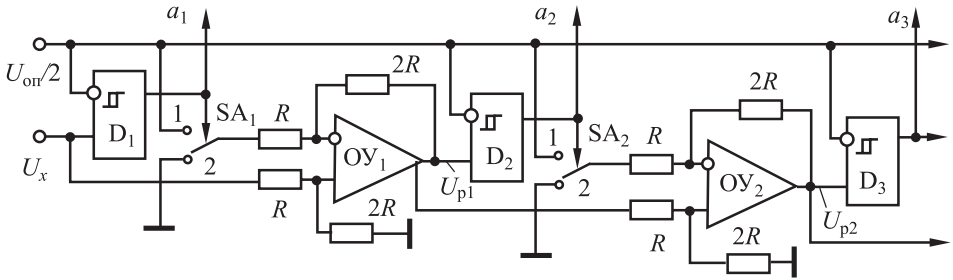 a₁
a₂
a₃
Uоп/2
2R
2R
D₁
1
SA₁
R
ОУ₁
D₂
1
SA₂
R
ОУ₂
D₃
Uₓ
2
R
2R
Uр1
2
R
2R
Uр2